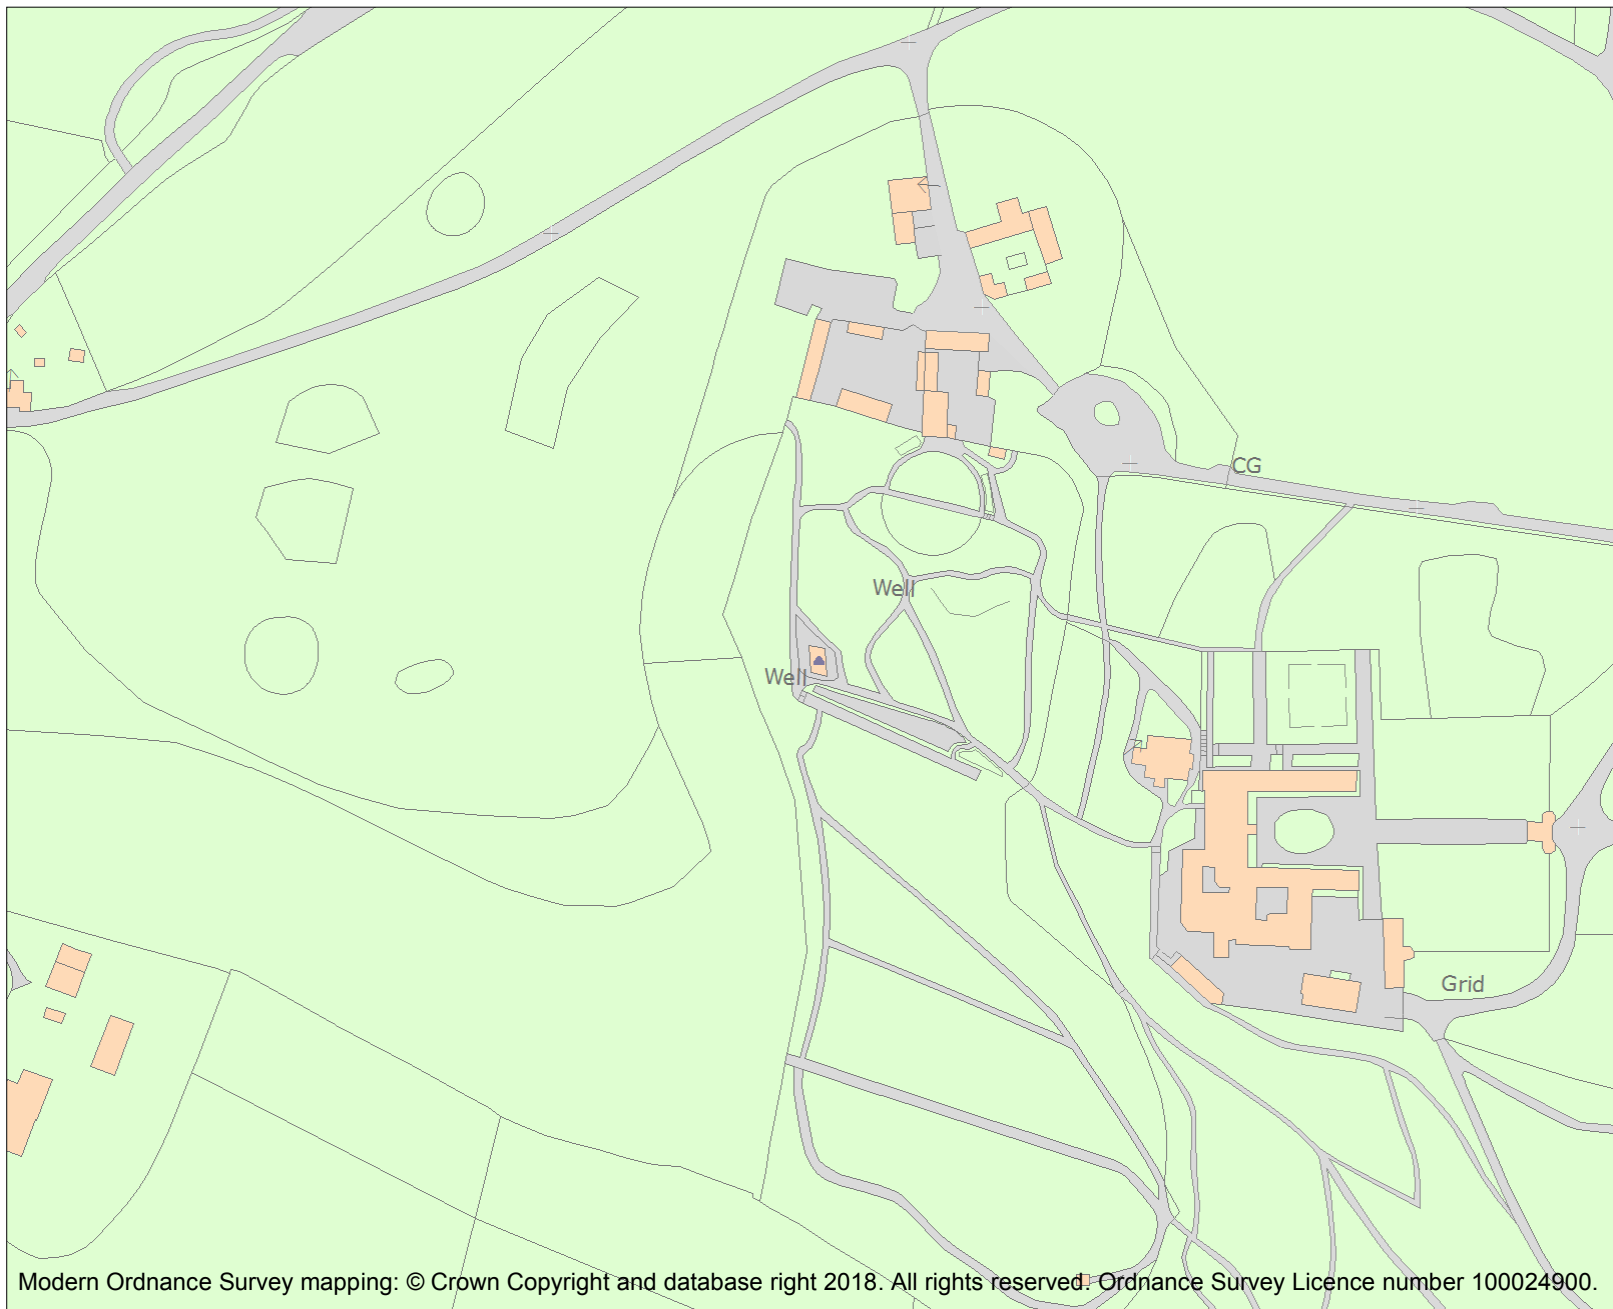 CG
Well
Well
Grid
Modern Ordnance Survey mapping: © Crown Copyright and database right 2018. All rights reserved. Ordnance Survey Licence number 100024900.